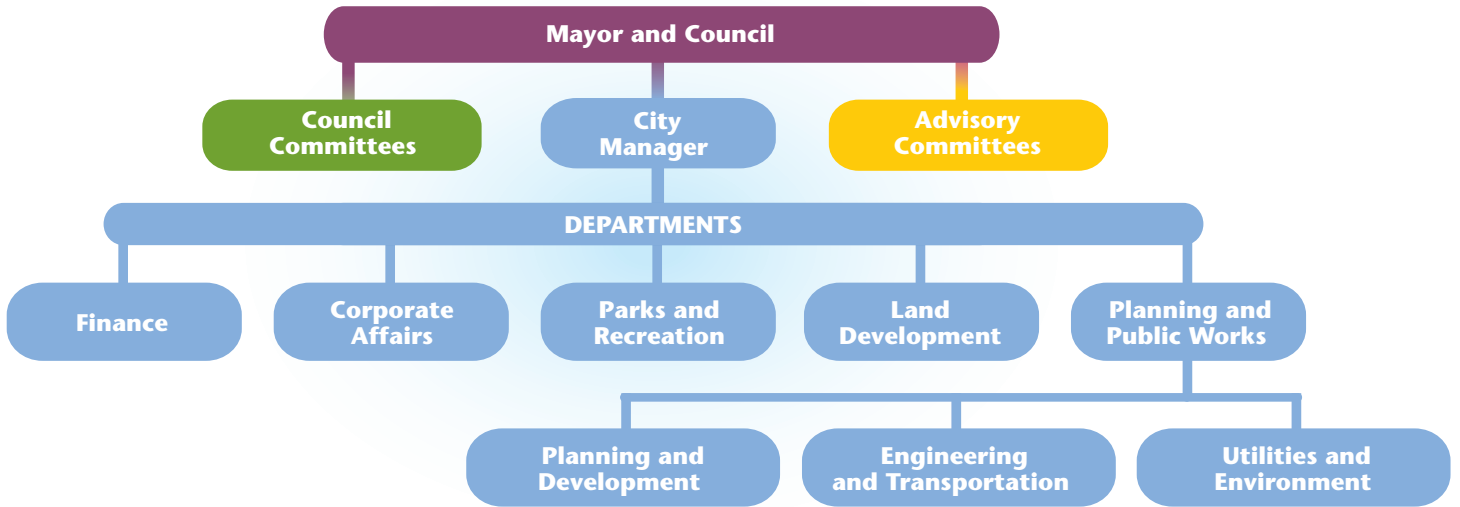 Mayor and Council
Council
Committees
City
Manager
Advisory
Committees
DEPARTMENTS
Finance
Corporate
Affairs
Parks and
Recreation
Land
Development
Planning and
Public Works
Planning and
Development
Engineering
and Transportation
Utilities and
Environment